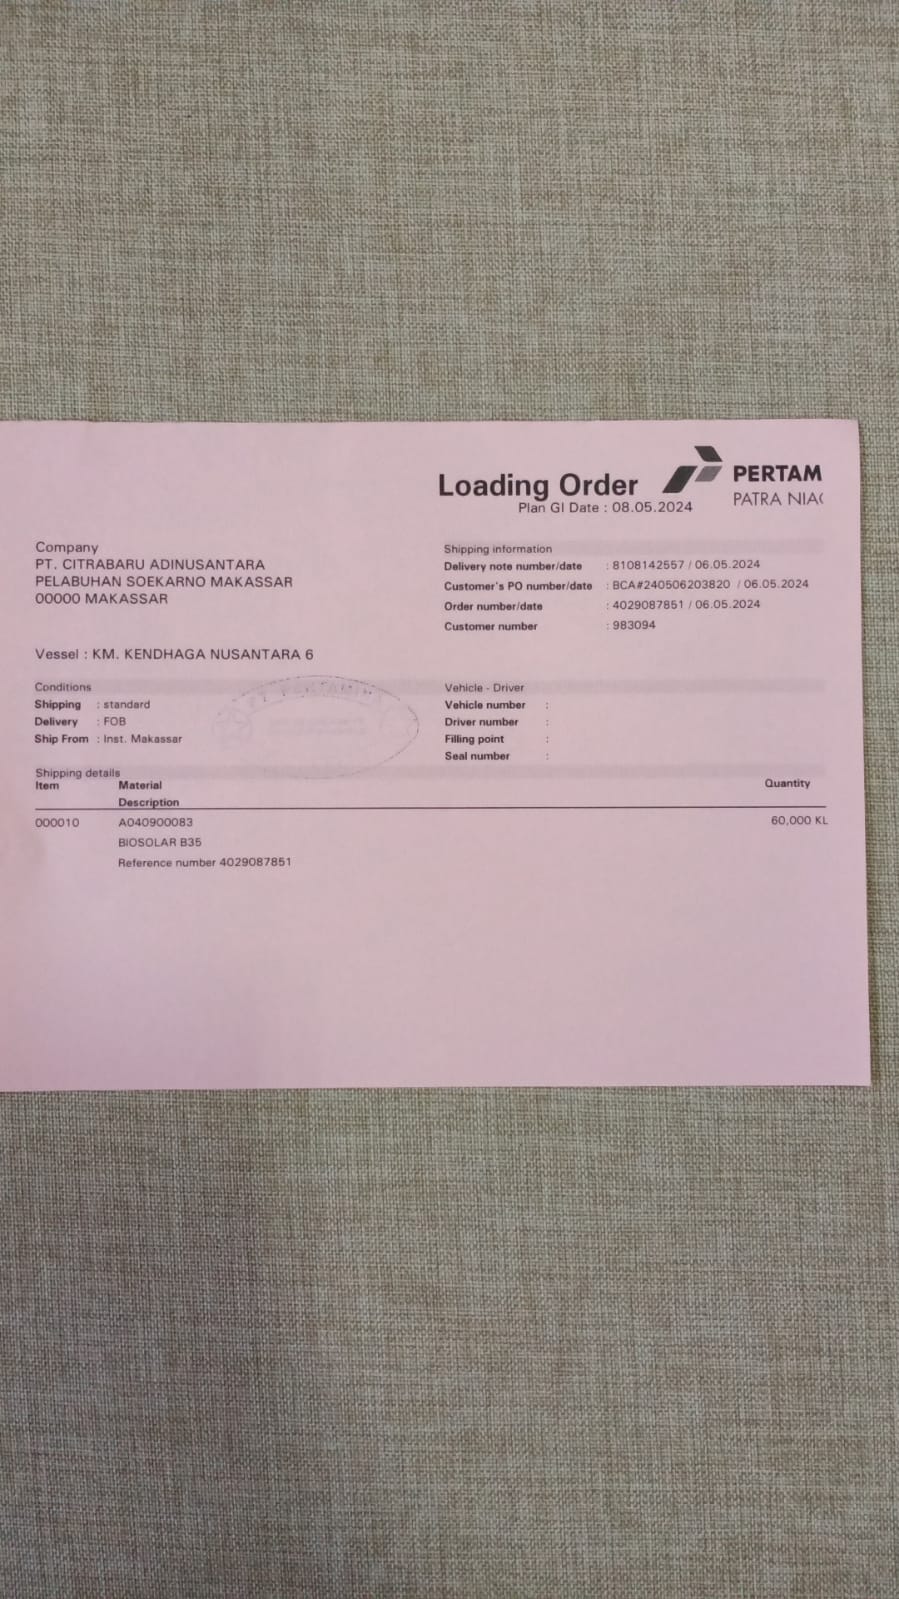 Loading Order
Plan GI Date : 08.05.2024
PERTAM
PATRA NIA
Company
PT. CITRABARU ADINUSANTARA
PELABUHAN SOEKARNO MAKASSAR
00000 MAKASSAR
Shipping information
Delivery note number/date : 8108142557 / 06.05.2024
Customer's PO number/date : BCA#240506203820 / 06.05.2024
Order number/date : 4029087851 / 06.05.2024
Customer number : 983094
Vessel : KM. KENDHAGA NUSANTARA 6
Conditions
Shipping : standard
Delivery : FOB
Ship From : Inst. Makassar
Vehicle - Driver
Vehicle number :
Driver number :
Filling point :
Seal number :
Shipping details
Item Material Quantity
Description
000010 A040900083 60,000 KL
BIOSOLAR B35
Reference number 4029087851